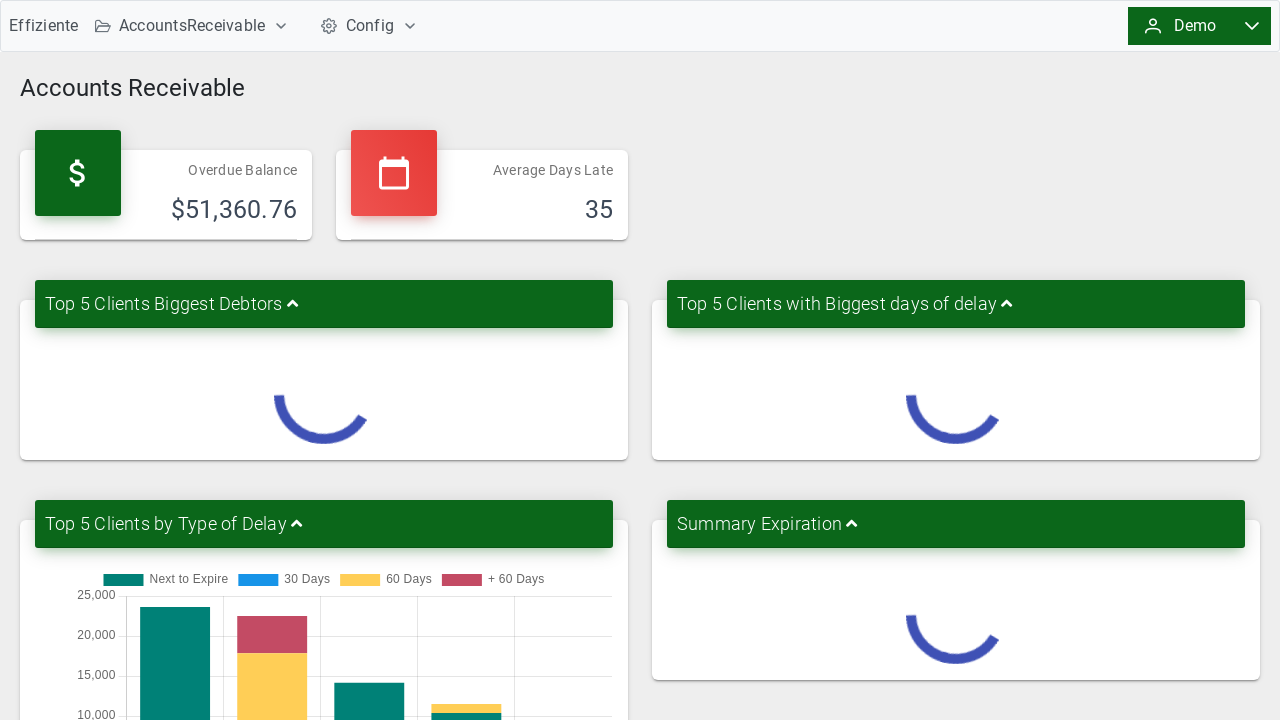 Effiziente AccountsReceivable Config Demo
Accounts Receivable
Overdue Balance
$51,360.76
Average Days Late
35
Top 5 Clients Biggest Debtors
Top 5 Clients with Biggest days of delay
Top 5 Clients by Type of Delay
Next to Expire 30 Days 60 Days + 60 Days
25,000
20,000
15,000
10,000
Summary Expiration